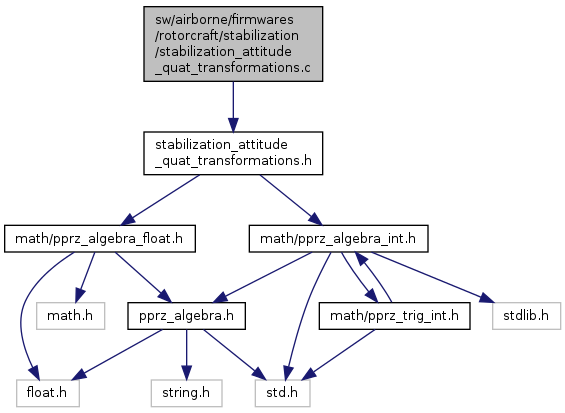 sw/airborne/firmwares
/rotorcraft/stabilization
/stabilization_attitude
_quat_transformations.c
stabilization_attitude
_quat_transformations.h
math/pprz_algebra_float.h
math/pprz_algebra_int.h
math.h
pprz_algebra.h
math/pprz_trig_int.h
stdlib.h
float.h
string.h
std.h